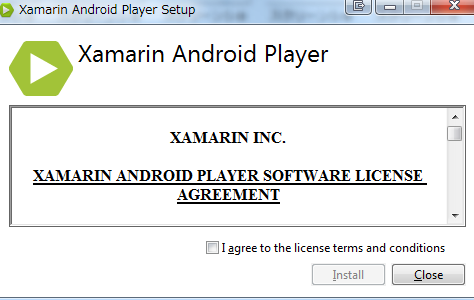 Xamarin Android Player Setup
Xamarin Android Player
XAMARIN INC.
XAMARIN ANDROID PLAYER SOFTWARE LICENSE
AGREEMENT
I agree to the license terms and conditions
Install
Close